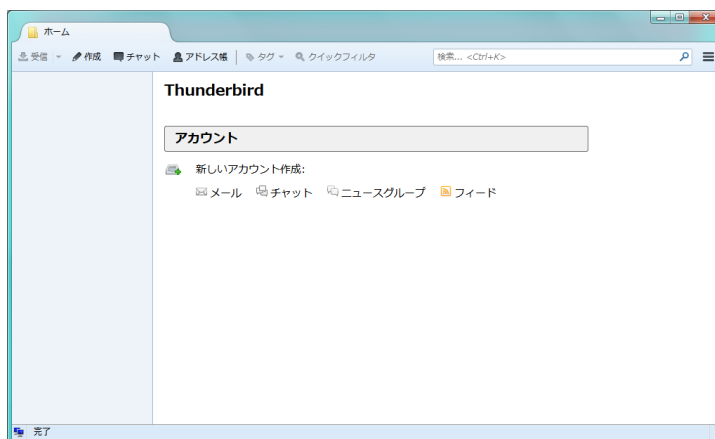 ホーム
受信 作成 チャット アドレス帳 タグ クイックフィルタ 検索... <Ctrl+K>
Thunderbird
アカウント
新しいアカウント作成:
メール チャット ニュースグループ フィード
完了